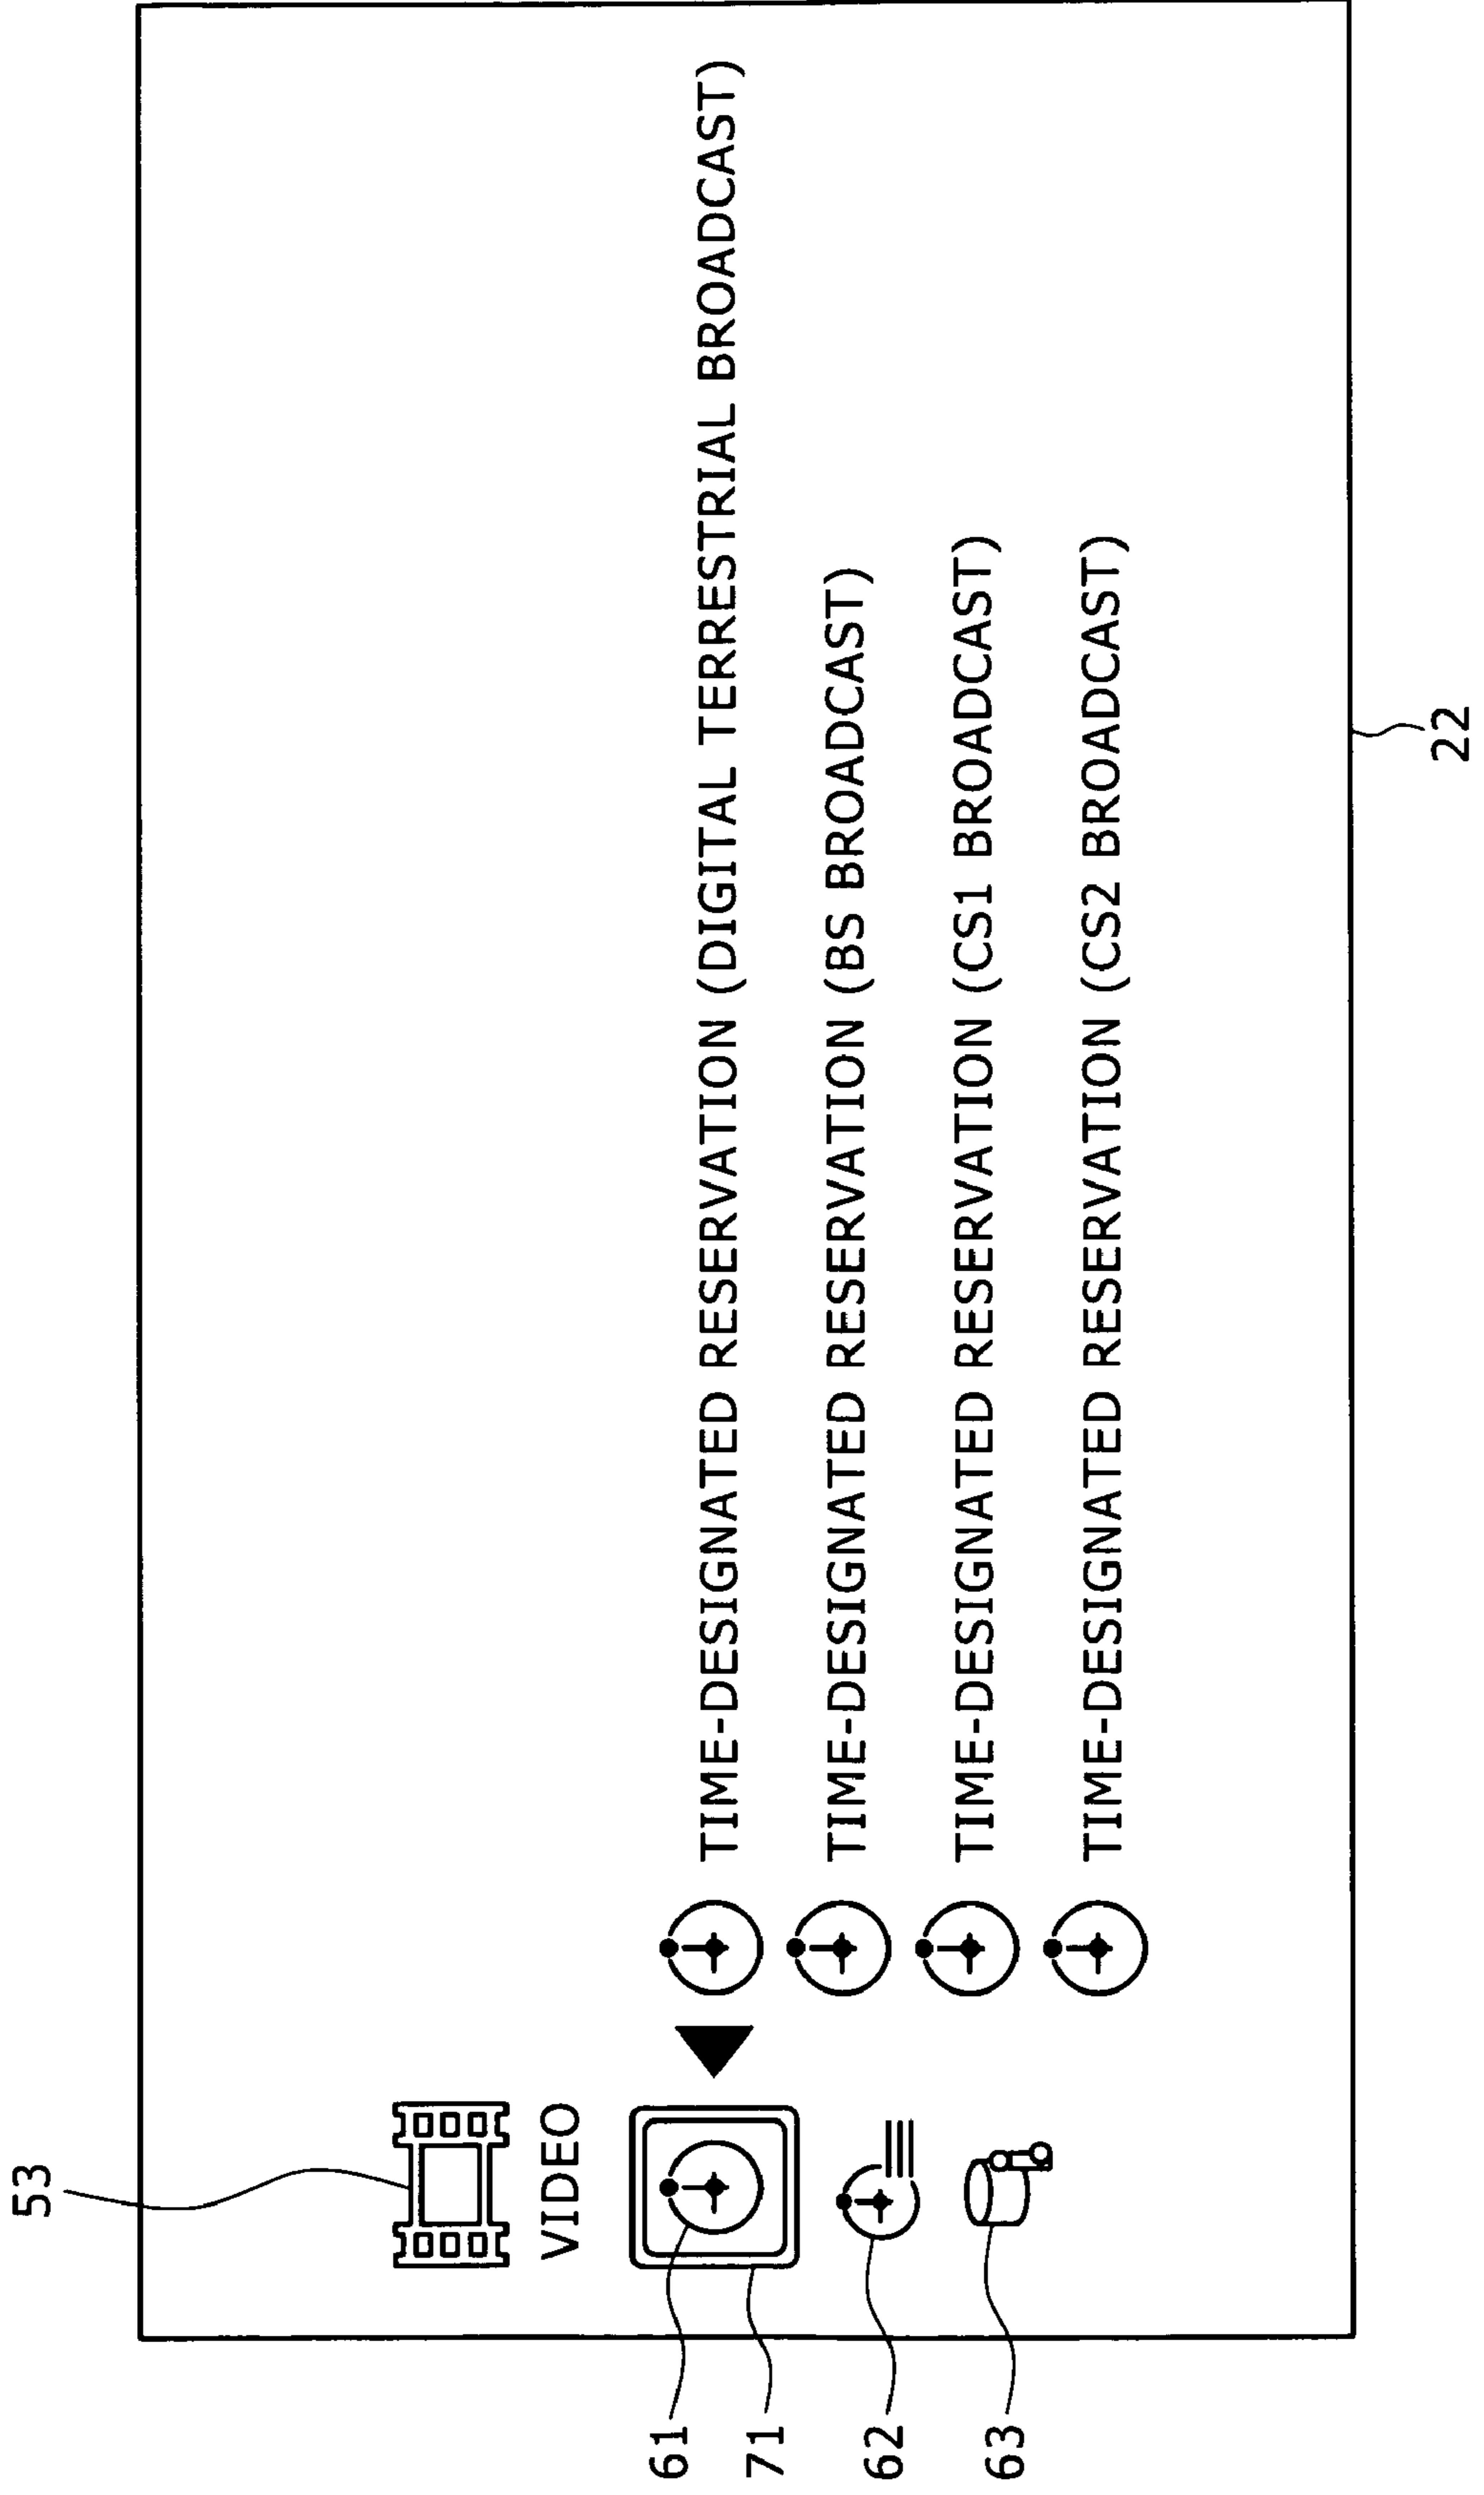 53
VIDEO
61
TIME-DESIGNATED RESERVATION (DIGITAL TERRESTRIAL BROADCAST)
71
TIME-DESIGNATED RESERVATION (BS BROADCAST)
62
TIME-DESIGNATED RESERVATION (CS1 BROADCAST)
63
TIME-DESIGNATED RESERVATION (CS2 BROADCAST)
22